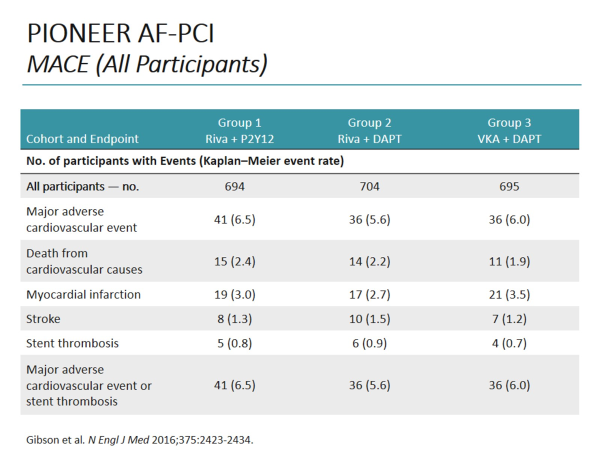 PIONEER AF-PCI
MACE (All Participants)
Cohort and Endpoint Group 1 Riva + P2Y12 Group 2 Riva + DAPT Group 3 VKA + DAPT
No. of participants with Events (Kaplan–Meier event rate)
All participants — no. 694 704 695
Major adverse cardiovascular event 41 (6.5) 36 (5.6) 36 (6.0)
Death from cardiovascular causes 15 (2.4) 14 (2.2) 11 (1.9)
Myocardial infarction 19 (3.0) 17 (2.7) 21 (3.5)
Stroke 8 (1.3) 10 (1.5) 7 (1.2)
Stent thrombosis 5 (0.8) 6 (0.9) 4 (0.7)
Major adverse cardiovascular event or stent thrombosis 41 (6.5) 36 (5.6) 36 (6.0)
Gibson et al. N Engl J Med 2016;375:2423-2434.